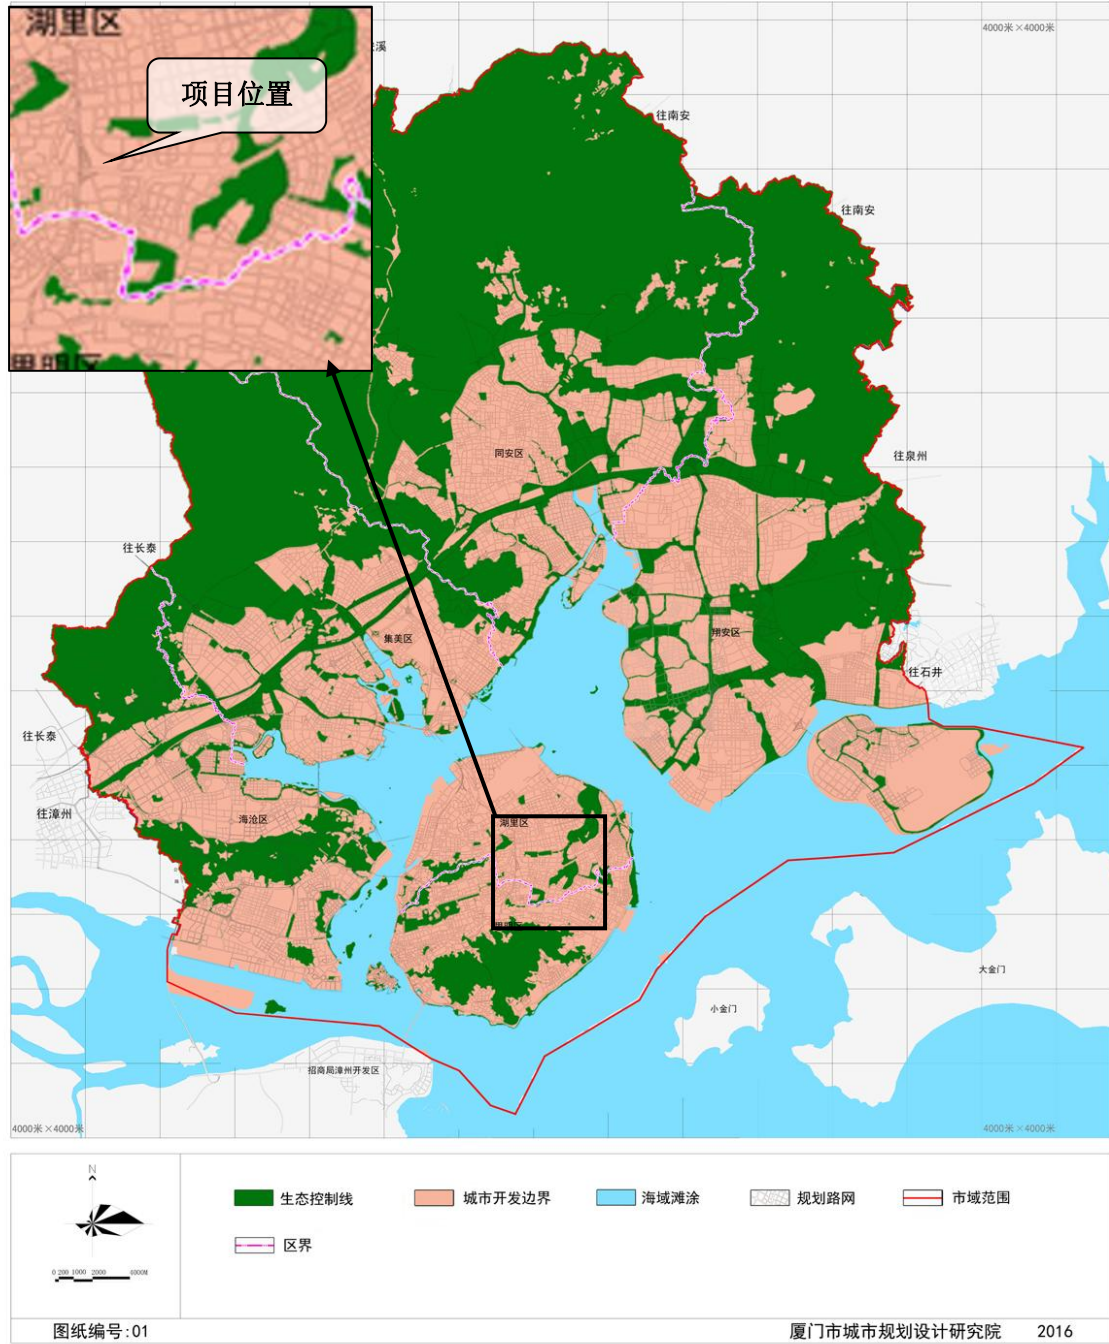 湖里区
项目位置
思明区
溪
4000米×4000米
往南安
往南安
同安区
往泉州
往长泰
集美区
翔安区
往石井
往长泰
往漳州
海沧区
湖里区
思明区
大金门
小金门
招商局漳州开发区
4000米×4000米
4000米×4000米
N
生态控制线
城市开发边界
海域滩涂
规划路网
市域范围
区界
图纸编号:01
厦门市城市规划设计研究院 2016